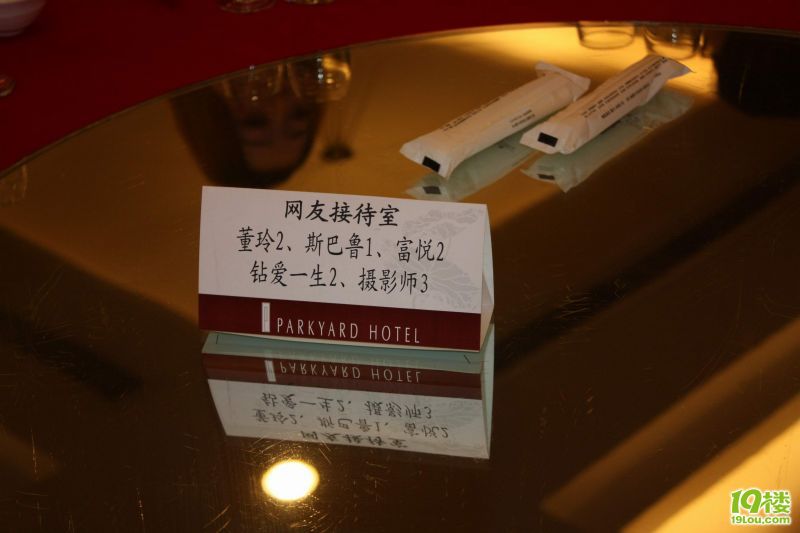 网友接待室
董玲2、斯巴鲁1、富悦2
钻爱一生2、摄影师3
PARKYARD HOTEL
19楼
19lou.com